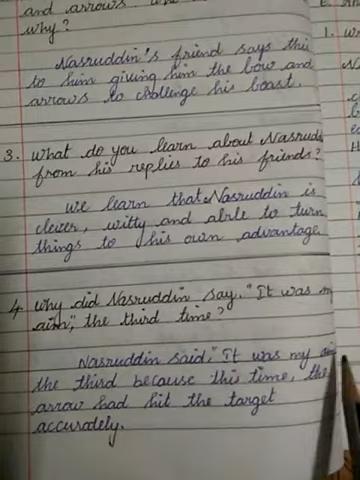 and arrows.
why?
Nasruddin's friend says this
to him giving him the bow and
arrows to challenge his boast.
3. What do you learn about Nasrudd
from his replies to his friends?
We learn that Nasruddin is
clever, witty and able to turn
things to his own advantage.
4. Why did Nasruddin say, "It was my
aim", the third time?
Nasruddin said, "It was my ai
the third because this time, the
arrow had hit the target
accurately.
1.